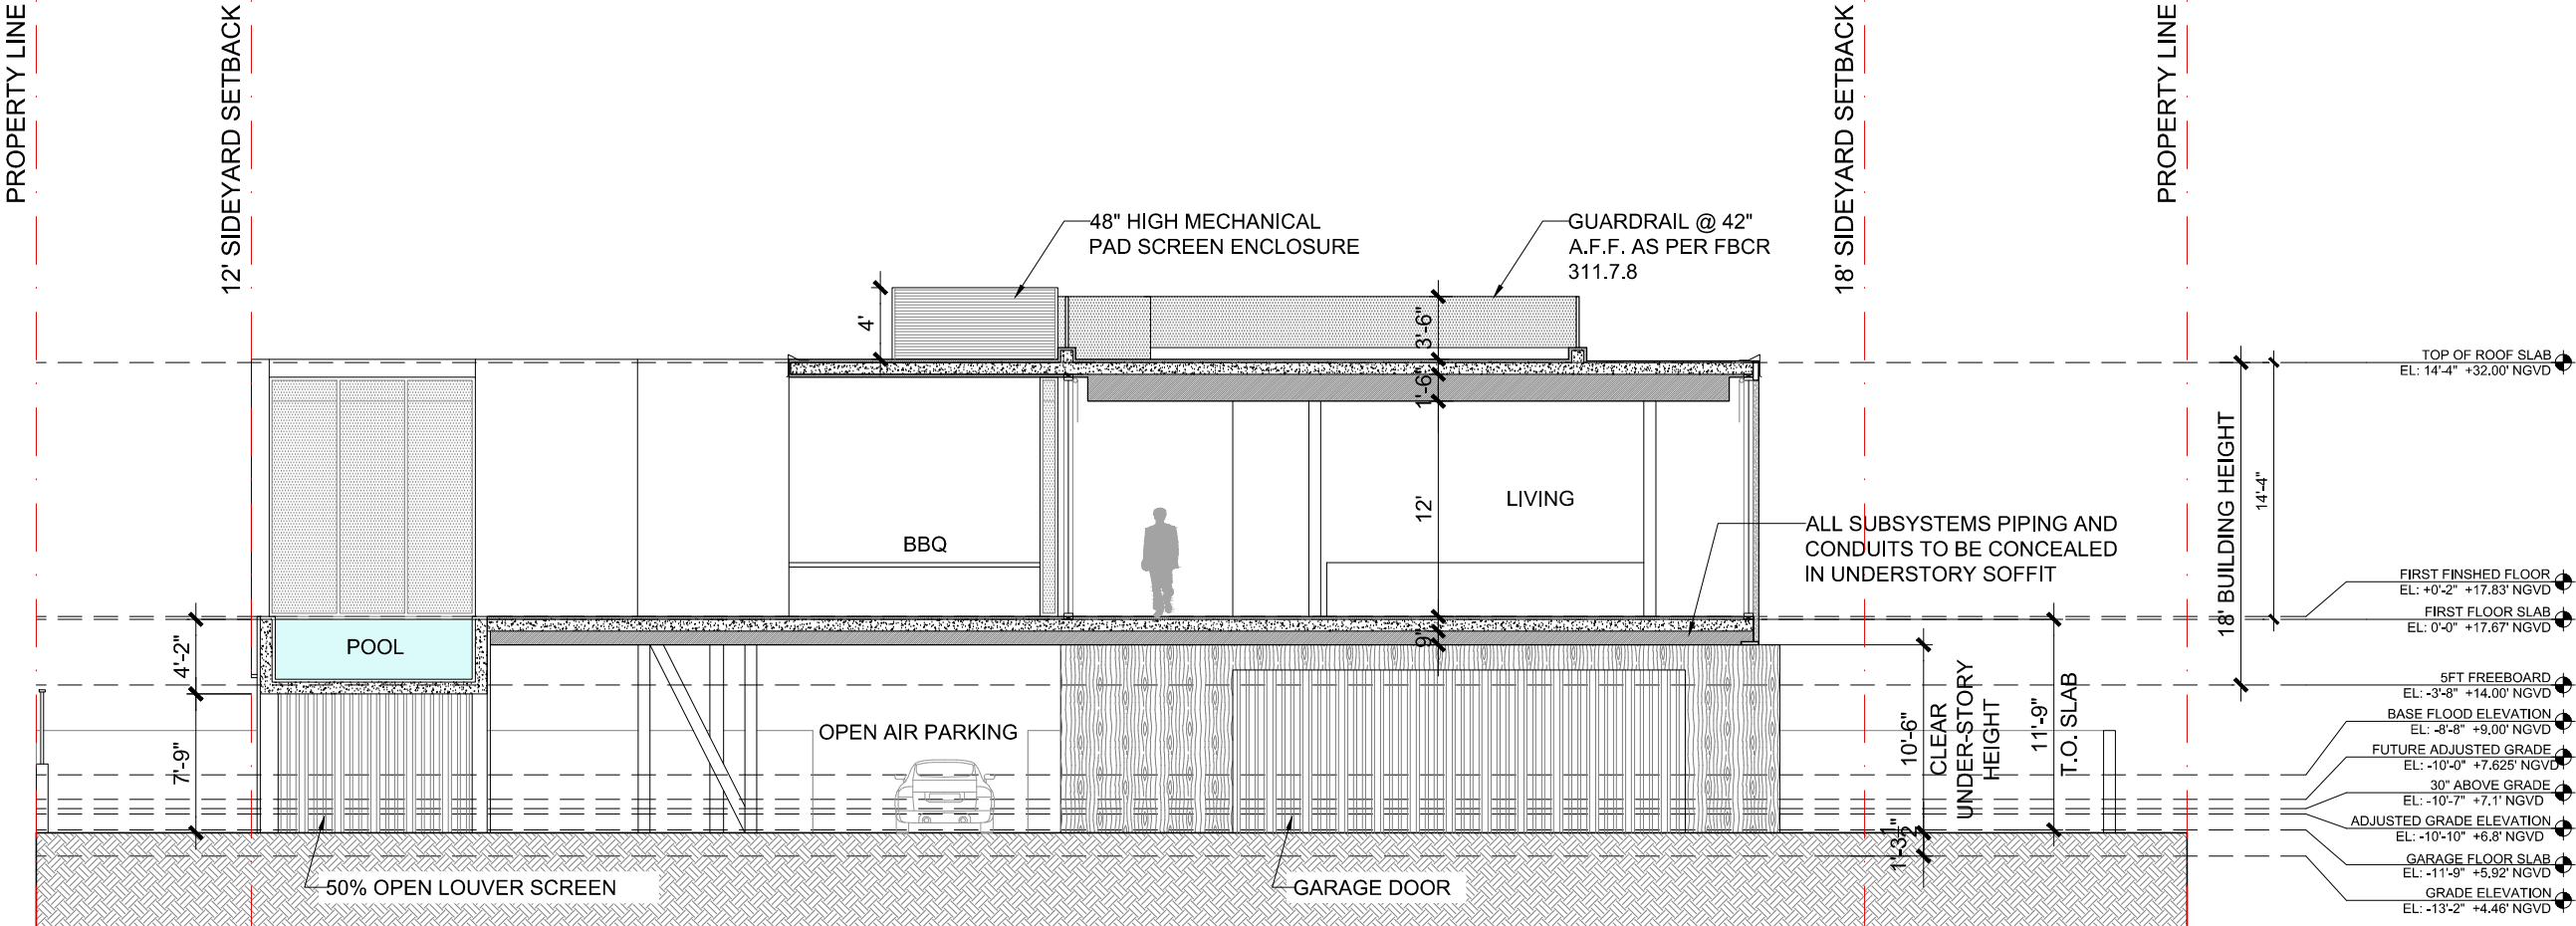 PROPERTY LINE
12' SIDEYARD SETBACK
18' SIDEYARD SETBACK
PROPERTY LINE
48" HIGH MECHANICAL
PAD SCREEN ENCLOSURE
GUARDRAIL @ 42"
A.F.F. AS PER FBCR
311.7.8
4'
3'-6"
1'-6"
12'
LIVING
BBQ
ALL SUBSYSTEMS PIPING AND
CONDUITS TO BE CONCEALED
IN UNDERSTORY SOFFIT
18' BUILDING HEIGHT
14'-4"
TOP OF ROOF SLAB
EL: 14'-4" +32.00' NGVD
FIRST FINSHED FLOOR
EL: +0'-2" +17.83' NGVD
FIRST FLOOR SLAB
EL: 0'-0" +17.67' NGVD
5FT FREEBOARD
EL: -3'-8" +14.00' NGVD
BASE FLOOD ELEVATION
EL: -8'-8" +9.00' NGVD
FUTURE ADJUSTED GRADE
EL: -10'-0" +7.625' NGVD
30" ABOVE GRADE
EL: -10'-7" +7.1' NGVD
ADJUSTED GRADE ELEVATION
EL: -10'-10" +6.8' NGVD
GARAGE FLOOR SLAB
EL: -11'-9" +5.92' NGVD
GRADE ELEVATION
EL: -13'-2" +4.46' NGVD
POOL
4'-2"
7'-9"
9"
OPEN AIR PARKING
10'-6"
CLEAR
UNDER-STORY
HEIGHT
11'-9"
T.O. SLAB
1'-3 1/2"
50% OPEN LOUVER SCREEN
GARAGE DOOR